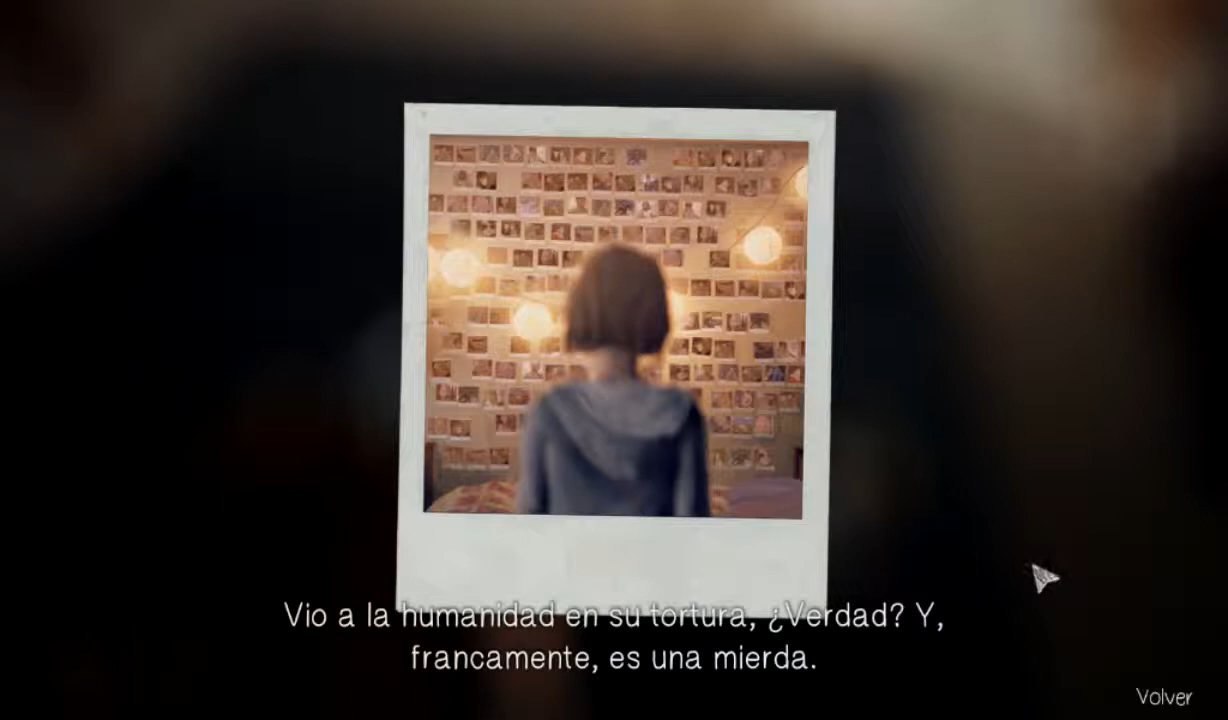 Vio a la humanidad en su tortura, ¿Verdad? Y,
francamente, es una mierda.
Volver